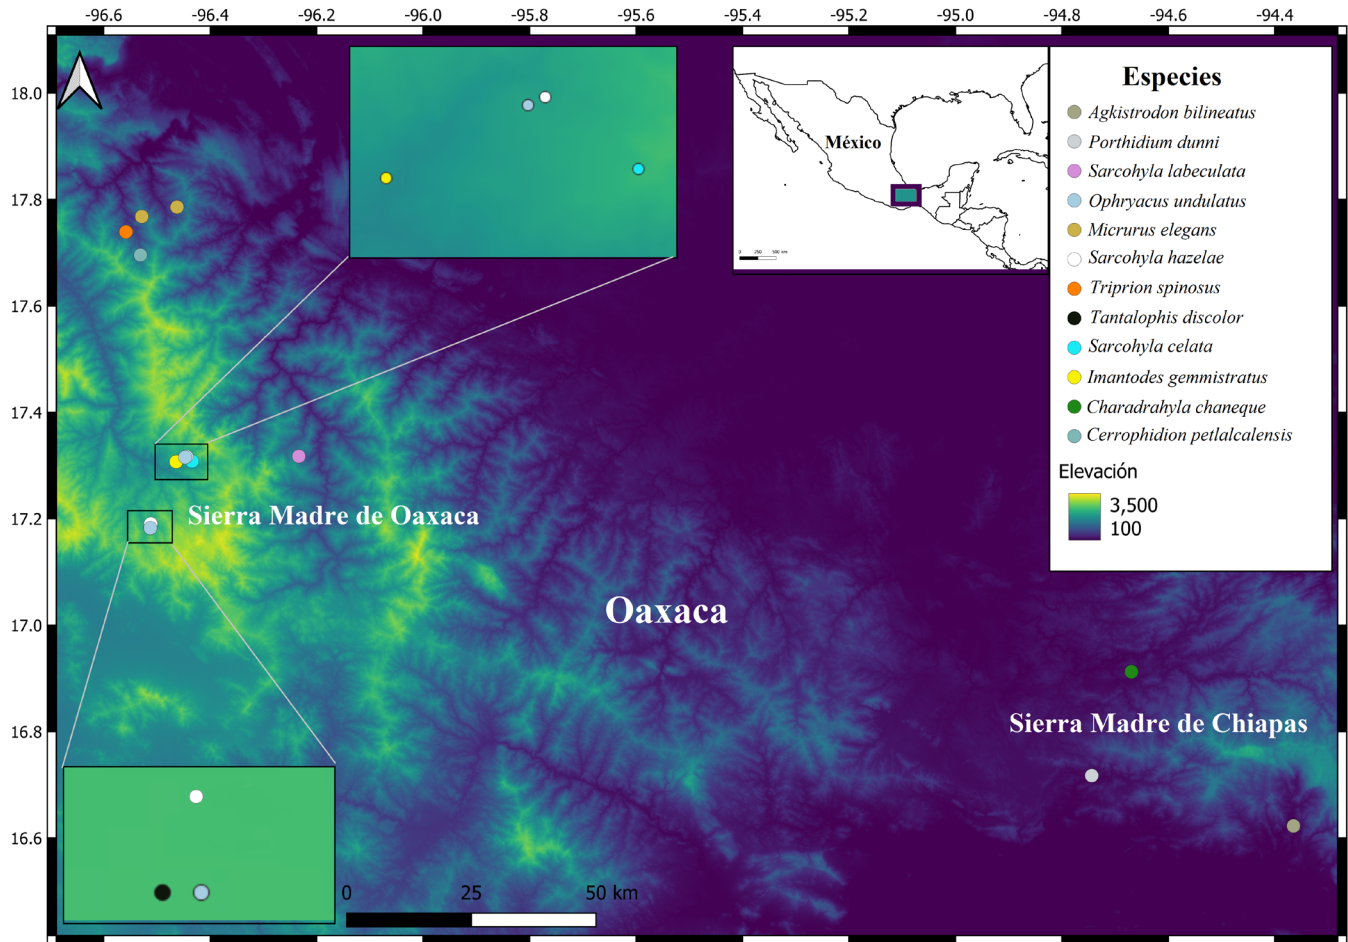 -96.6 -96.4 -96.2 -96.0 -95.8 -95.6 -95.4 -95.2 -95.0 -94.8 -94.6 -94.4
18.0
17.8
17.6
17.4
17.2
17.0
16.8
16.6
México
0 250 500 km
Especies
Agkistrodon bilineatus
Porthidium dunni
Sarcohyla labeculata
Ophryacus undulatus
Micrurus elegans
Sarcohyla hazelae
Triprion spinosus
Tantalophis discolor
Sarcohyla celata
Imantodes gemmistratus
Charadrahyla chaneque
Cerrophidion petlalcalensis
Elevación
3,500
100
Sierra Madre de Oaxaca
Oaxaca
Sierra Madre de Chiapas
0 25 50 km